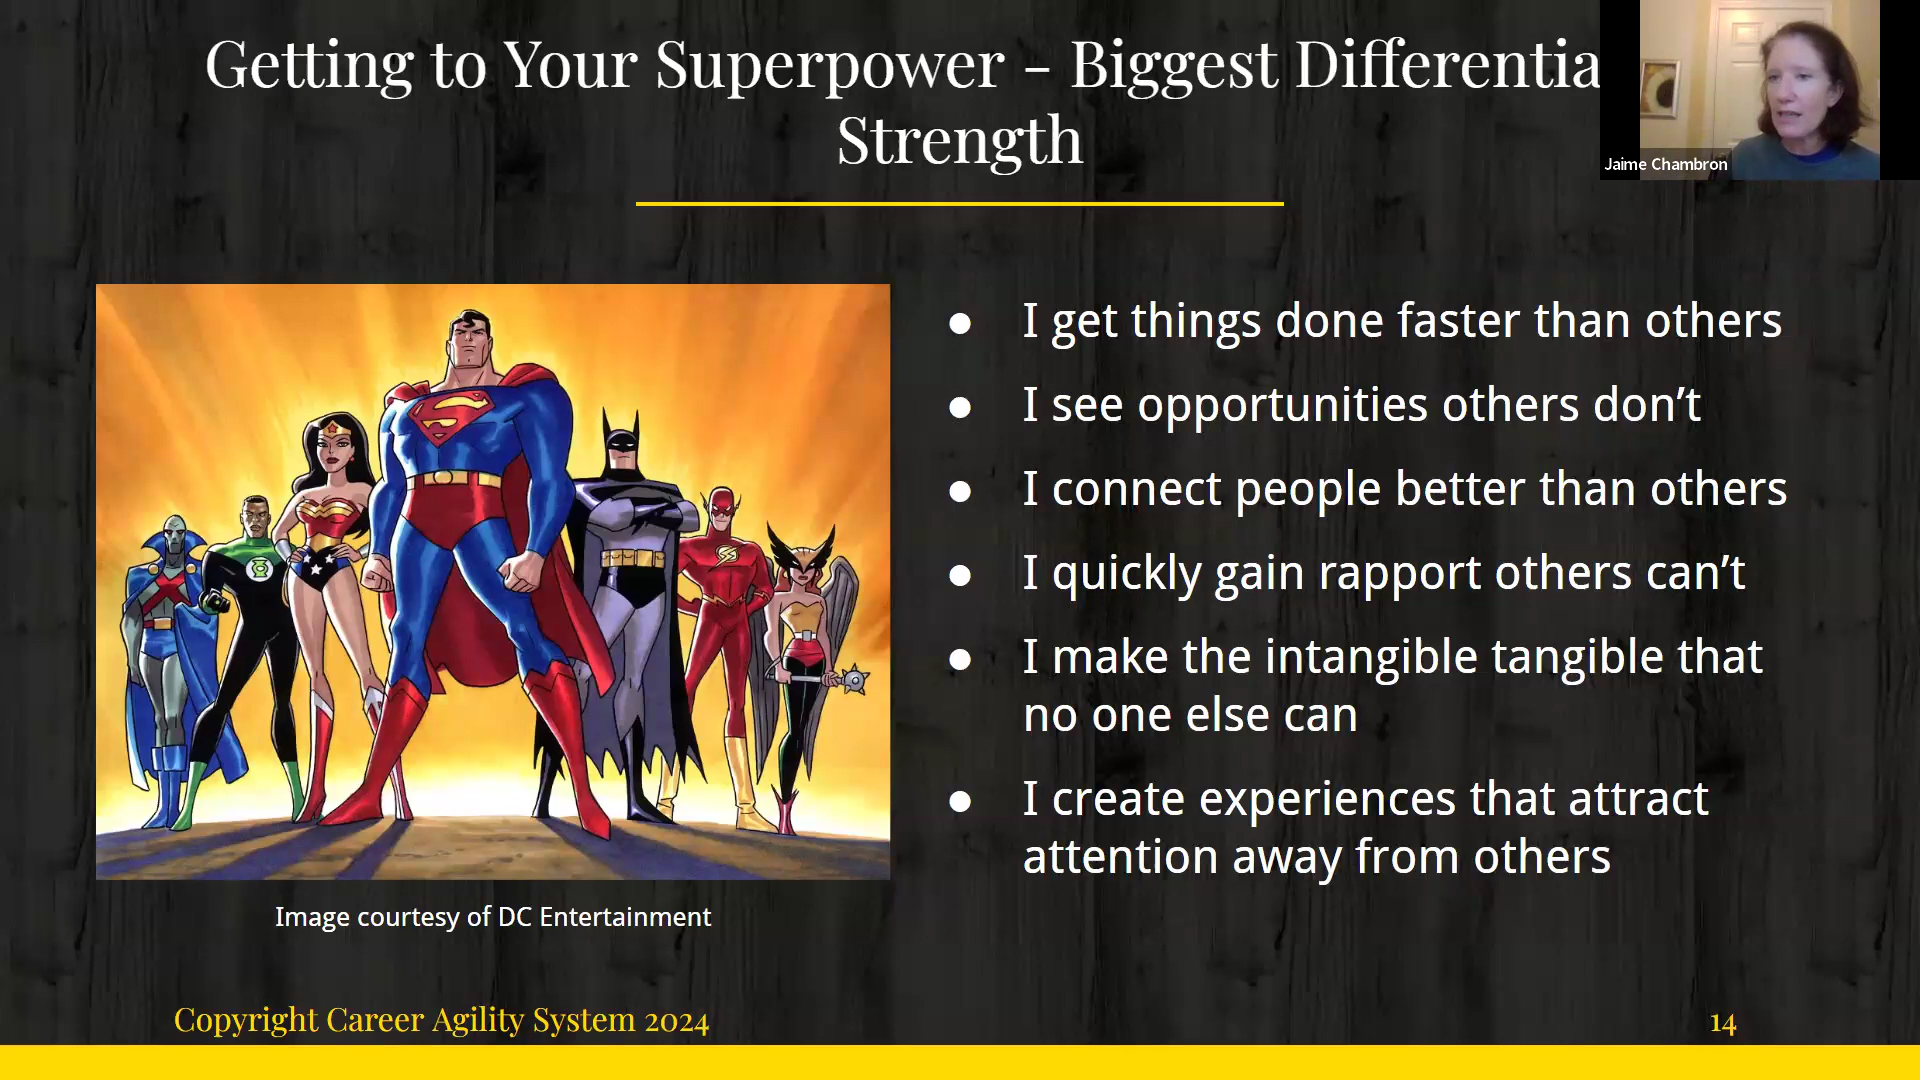 Getting to Your Superpower – Biggest Differentia
Strength
Jaime Chambron
● I get things done faster than others
● I see opportunities others don’t
● I connect people better than others
● I quickly gain rapport others can’t
● I make the intangible tangible that
no one else can
● I create experiences that attract
attention away from others
Image courtesy of DC Entertainment
Copyright Career Agility System 2024
14